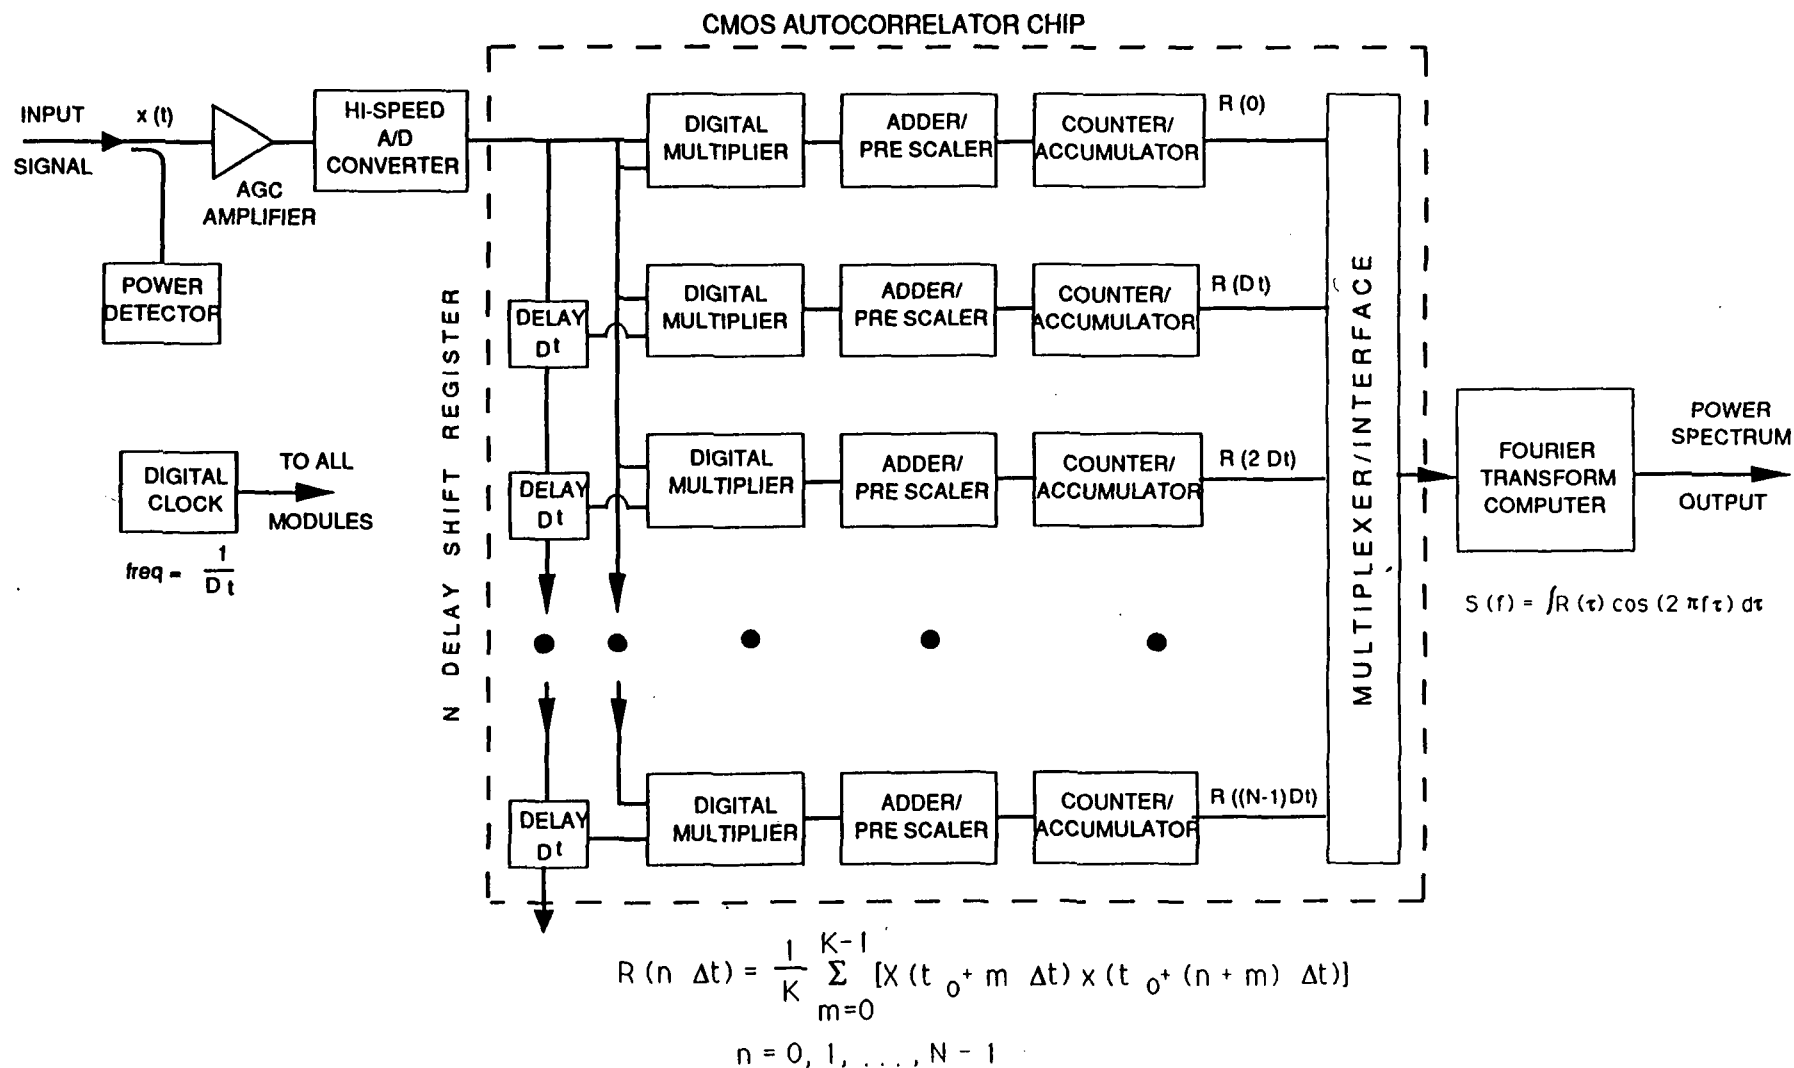 CMOS AUTOCORRELATOR CHIP
INPUT
SIGNAL
x (t)
AGC
AMPLIFIER
HI-SPEED
A/D
CONVERTER
POWER
DETECTOR
DIGITAL
CLOCK
TO ALL
MODULES
freq = 1/Dt
N DELAY SHIFT REGISTER
DIGITAL
MULTIPLIER
ADDER/
PRE SCALER
COUNTER/
ACCUMULATOR
R (0)
DELAY
Dt
DIGITAL
MULTIPLIER
ADDER/
PRE SCALER
COUNTER/
ACCUMULATOR
R (Dt)
DELAY
Dt
DIGITAL
MULTIPLIER
ADDER/
PRE SCALER
COUNTER/
ACCUMULATOR
R (2 Dt)
DELAY
Dt
DIGITAL
MULTIPLIER
ADDER/
PRE SCALER
COUNTER/
ACCUMULATOR
R ((N-1)Dt)
MULTIPLEXER/INTERFACE
FOURIER
TRANSFORM
COMPUTER
POWER
SPECTRUM
OUTPUT
S (f) = ∫R (τ) cos (2 πfτ) dτ
R (n Δt) = 1/K Σ_{m=0}^{K-1} [X (t_0 + m Δt) x (t_0 + (n + m) Δt)]
n = 0, 1, . . . , N - 1